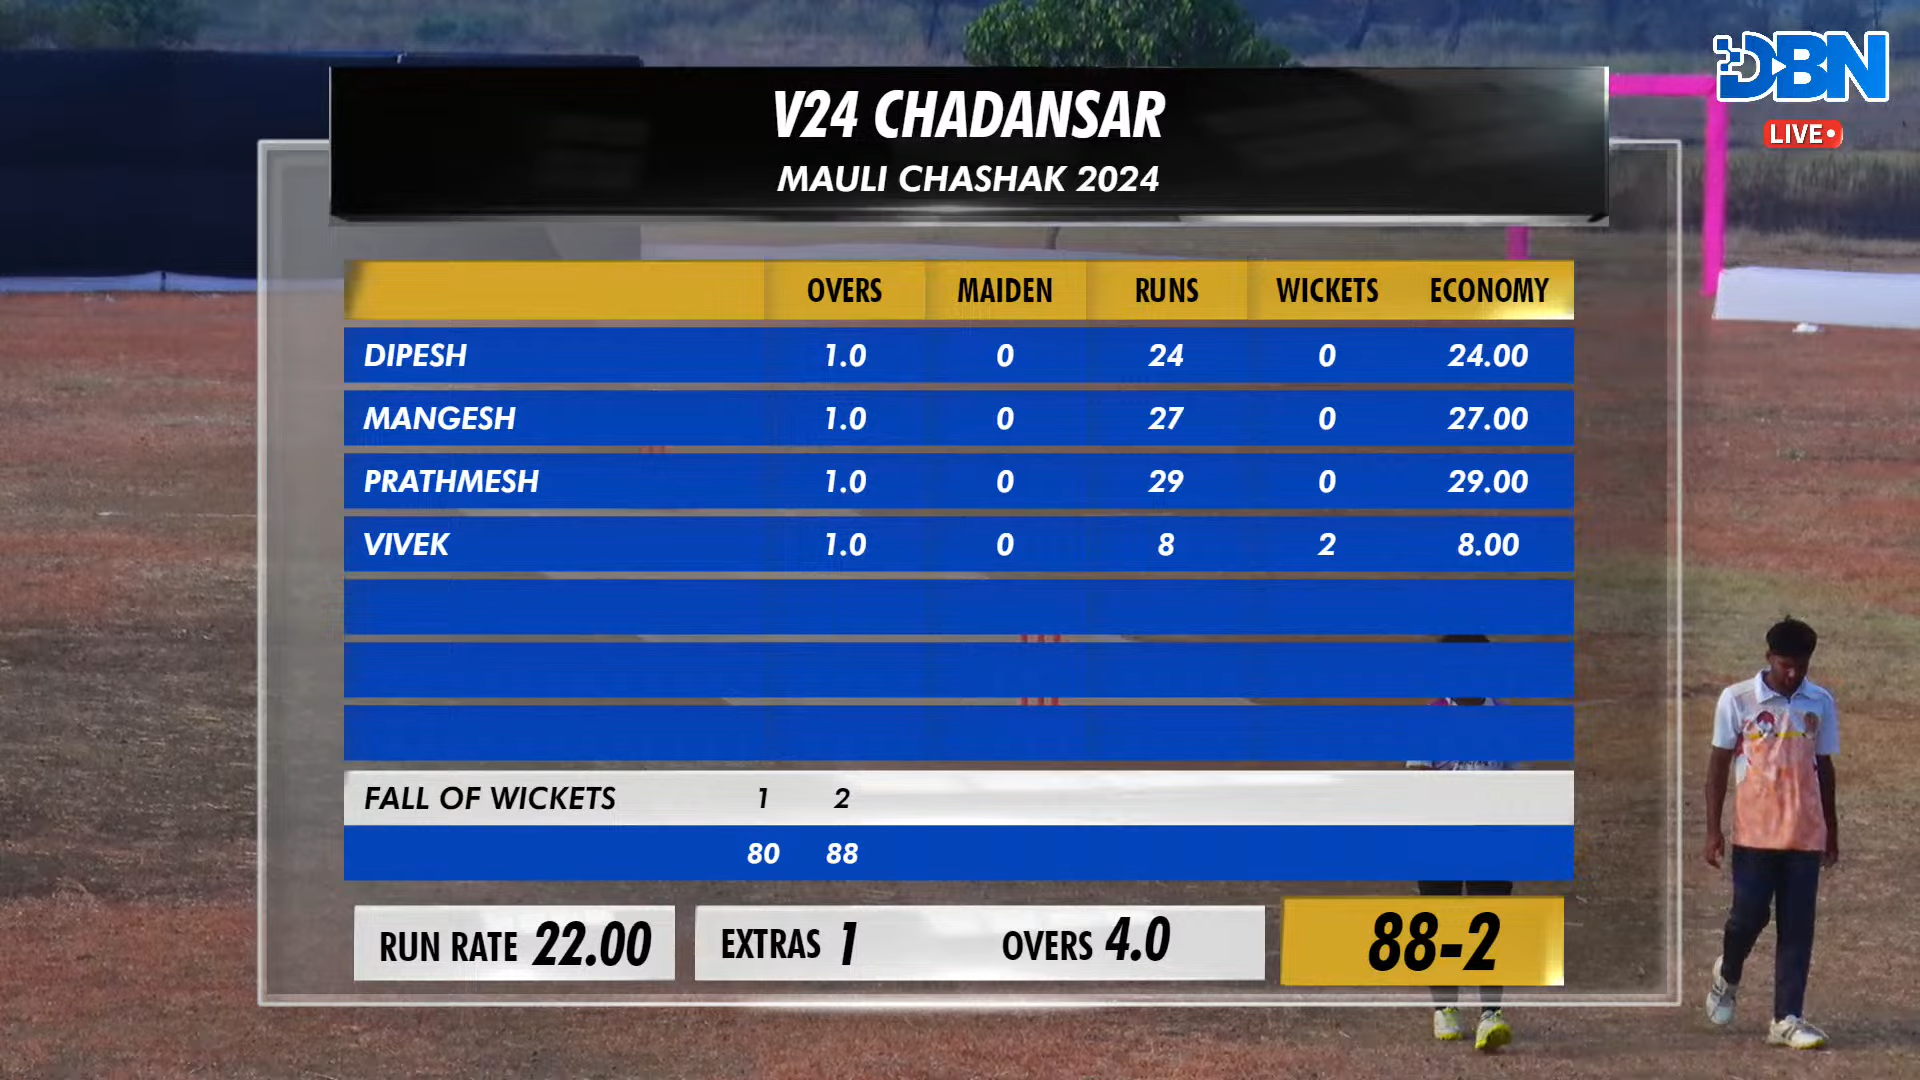 DBN
LIVE
V24 CHADANSAR
MAULI CHASHAK 2024
OVERS MAIDEN RUNS WICKETS ECONOMY
DIPESH 1.0 0 24 0 24.00
MANGESH 1.0 0 27 0 27.00
PRATHMESH 1.0 0 29 0 29.00
VIVEK 1.0 0 8 2 8.00
FALL OF WICKETS 1 2
80 88
RUN RATE 22.00 EXTRAS 1 OVERS 4.0 88-2